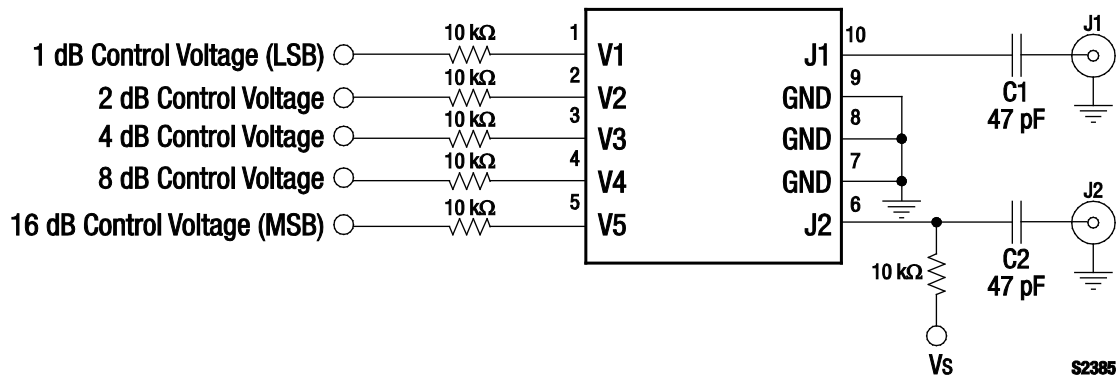 1 dB Control Voltage (LSB) 10 kΩ 1 V1
2 dB Control Voltage 10 kΩ 2 V2
4 dB Control Voltage 10 kΩ 3 V3
8 dB Control Voltage 10 kΩ 4 V4
16 dB Control Voltage (MSB) 10 kΩ 5 V5
J1 10
GND 9
GND 8
GND 7
J2 6
C1
47 pF
J1
C2
47 pF
J2
10 kΩ
Vs
S2385